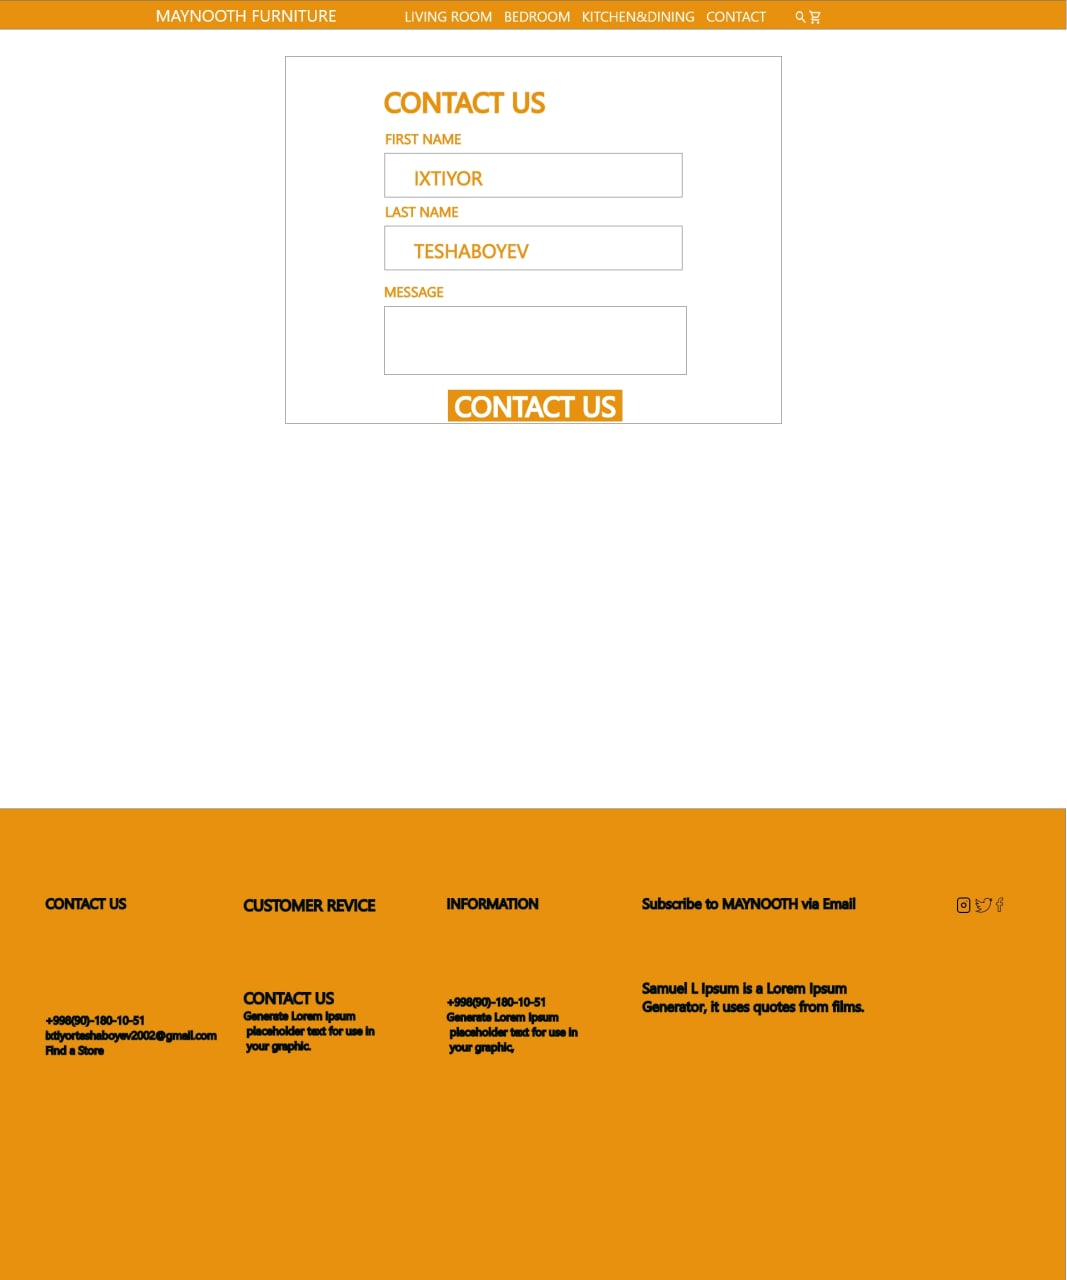 MAYNOOTH FURNITURE
LIVING ROOM BEDROOM KITCHEN&DINING CONTACT
CONTACT US
FIRST NAME
IXTIYOR
LAST NAME
TESHABOYEV
MESSAGE
CONTACT US
CONTACT US
+998(90)-180-10-51
ixtiyorteshaboyev2002@gmail.com
Find a Store
CUSTOMER REVICE
CONTACT US
Generate Lorem Ipsum
placeholder text for use in
your graphic.
INFORMATION
+998(90)-180-10-51
Generate Lorem Ipsum
placeholder text for use in
your graphic,
Subscribe to MAYNOOTH via Email
Samuel L Ipsum is a Lorem Ipsum
Generator, it uses quotes from films.